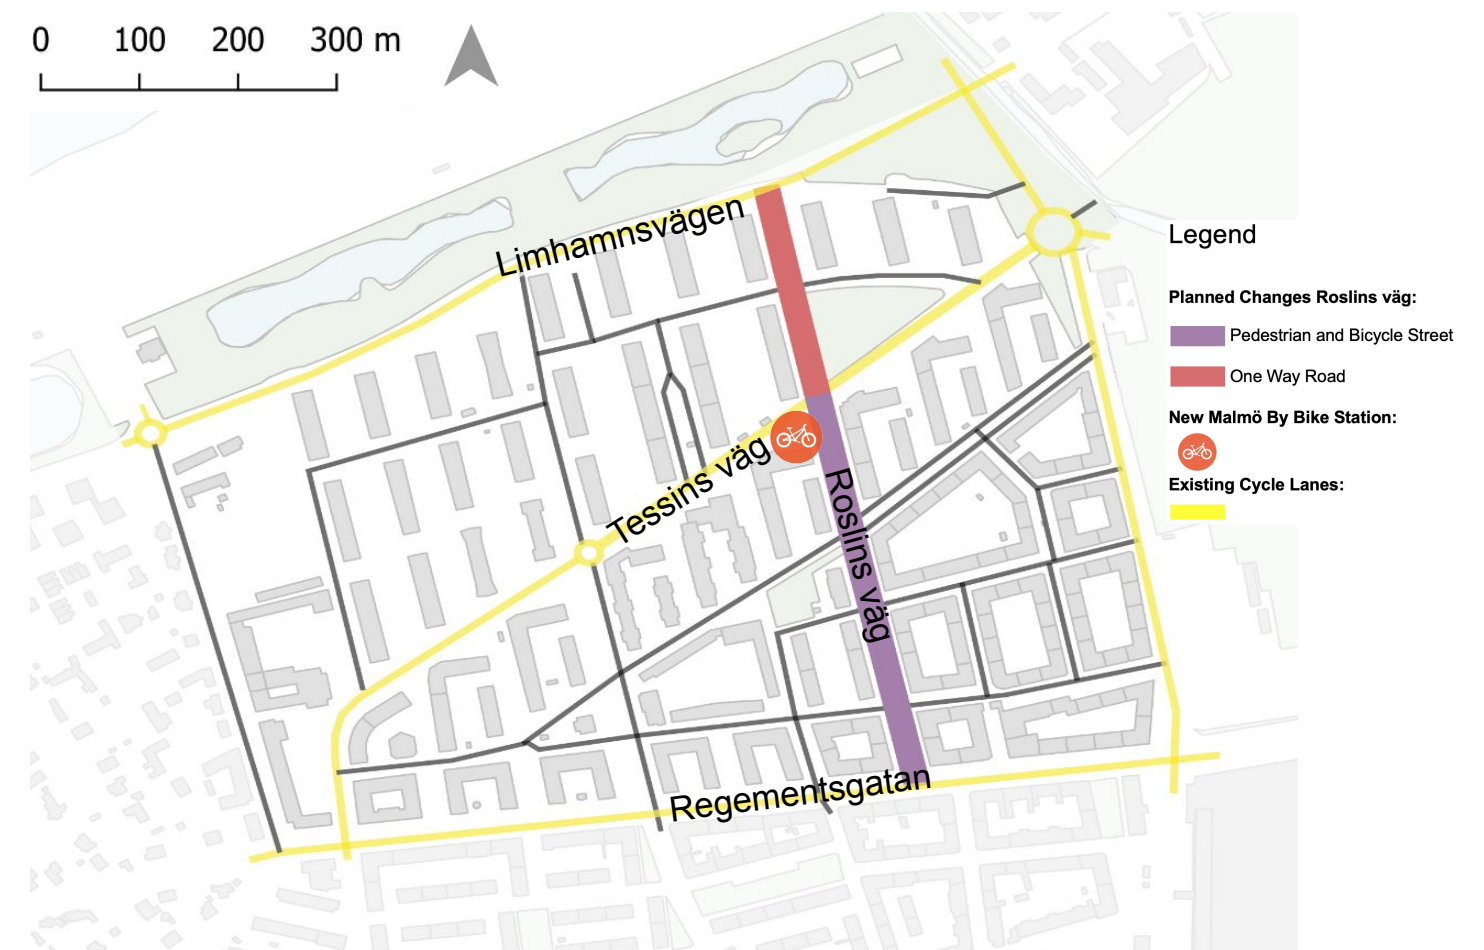 0 100 200 300 m
Limhamnsvägen
Tessins väg
Roslins väg
Regementsgatan
Legend
Planned Changes Roslins väg:
Pedestrian and Bicycle Street
One Way Road
New Malmö By Bike Station:
Existing Cycle Lanes: